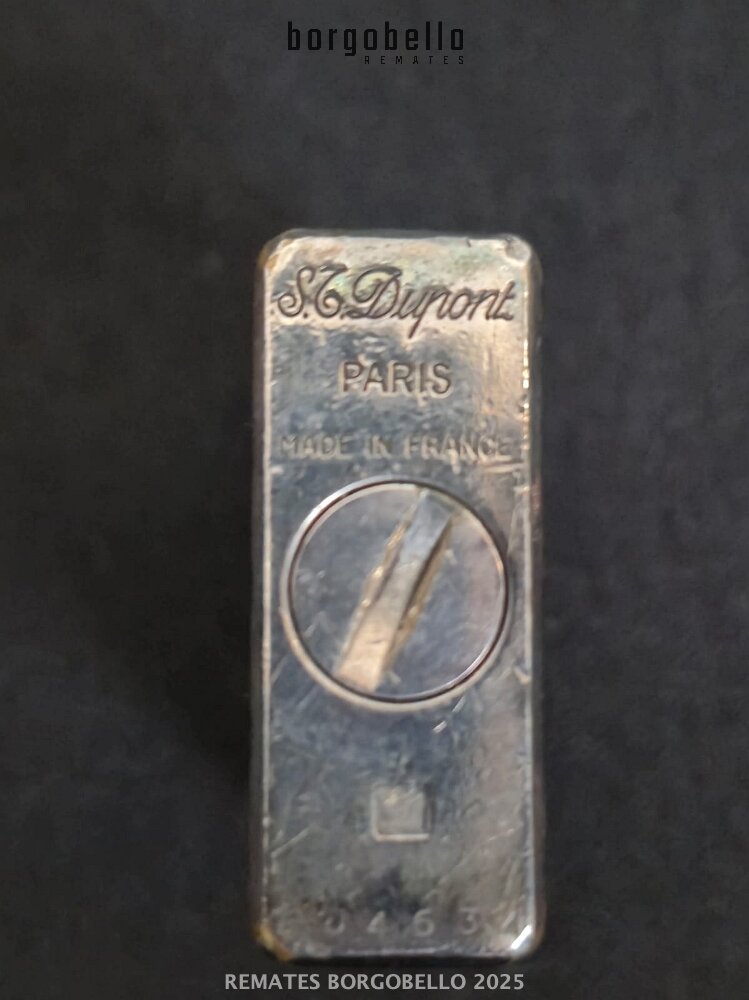 borgobello
REMATES
S.T. Dupont
PARIS
MADE IN FRANCE
REMATES BORGOBELLO 2025